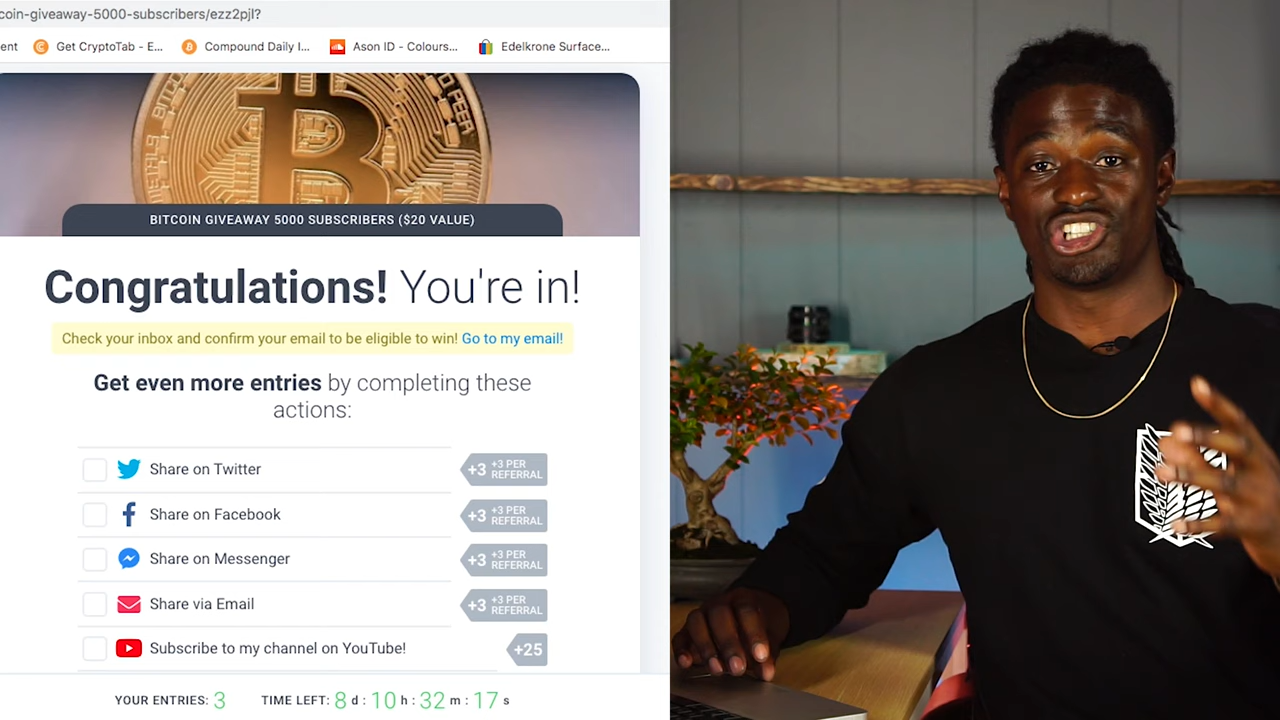 coin-giveaway-5000-subscribers/ezz2pjl?
ent Get CryptoTab - E... Compound Daily I... Ason ID - Colours... Edelkrone Surface...
BITCOIN GIVEAWAY 5000 SUBSCRIBERS ($20 VALUE)
Congratulations! You're in!
Check your inbox and confirm your email to be eligible to win! Go to my email!
Get even more entries by completing these
actions:
Share on Twitter +3 +3 PER REFERRAL
Share on Facebook +3 +3 PER REFERRAL
Share on Messenger +3 +3 PER REFERRAL
Share via Email +3 +3 PER REFERRAL
Subscribe to my channel on YouTube! +25
YOUR ENTRIES: 3 TIME LEFT: 8 d : 10 h : 32 m : 17 s